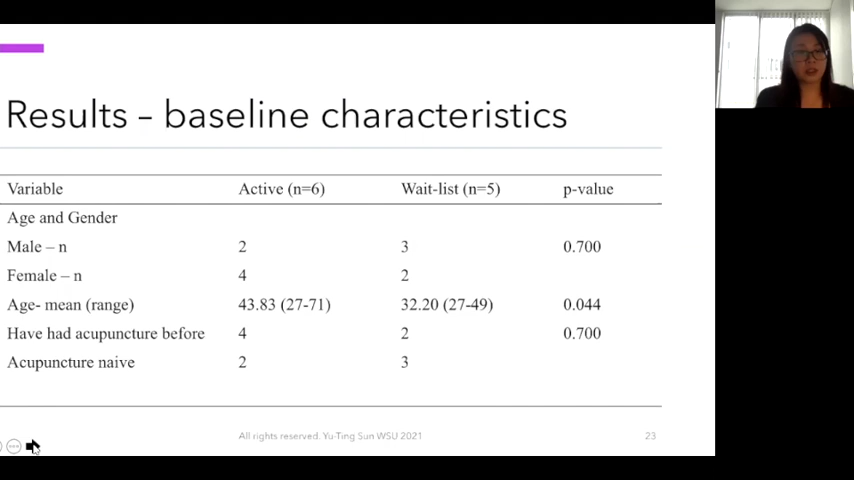 Results – baseline characteristics
Variable Active (n=6) Wait-list (n=5) p-value
Age and Gender
Male – n 2 3 0.700
Female – n 4 2
Age- mean (range) 43.83 (27-71) 32.20 (27-49) 0.044
Have had acupuncture before 4 2 0.700
Acupuncture naive 2 3
All rights reserved. Yu-Ting Sun WSU 2021 23